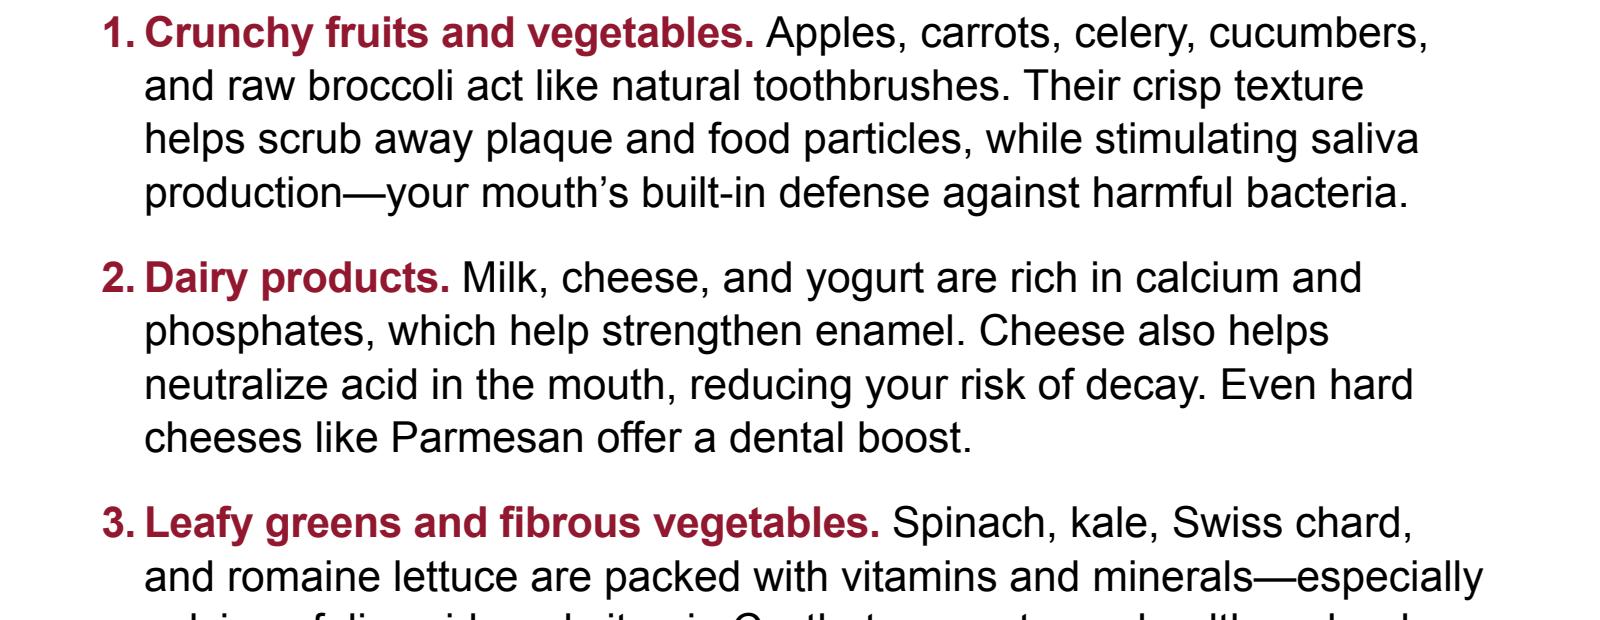 1. Crunchy fruits and vegetables. Apples, carrots, celery, cucumbers,
and raw broccoli act like natural toothbrushes. Their crisp texture
helps scrub away plaque and food particles, while stimulating saliva
production—your mouth’s built-in defense against harmful bacteria.
2. Dairy products. Milk, cheese, and yogurt are rich in calcium and
phosphates, which help strengthen enamel. Cheese also helps
neutralize acid in the mouth, reducing your risk of decay. Even hard
cheeses like Parmesan offer a dental boost.
3. Leafy greens and fibrous vegetables. Spinach, kale, Swiss chard,
and romaine lettuce are packed with vitamins and minerals—especially